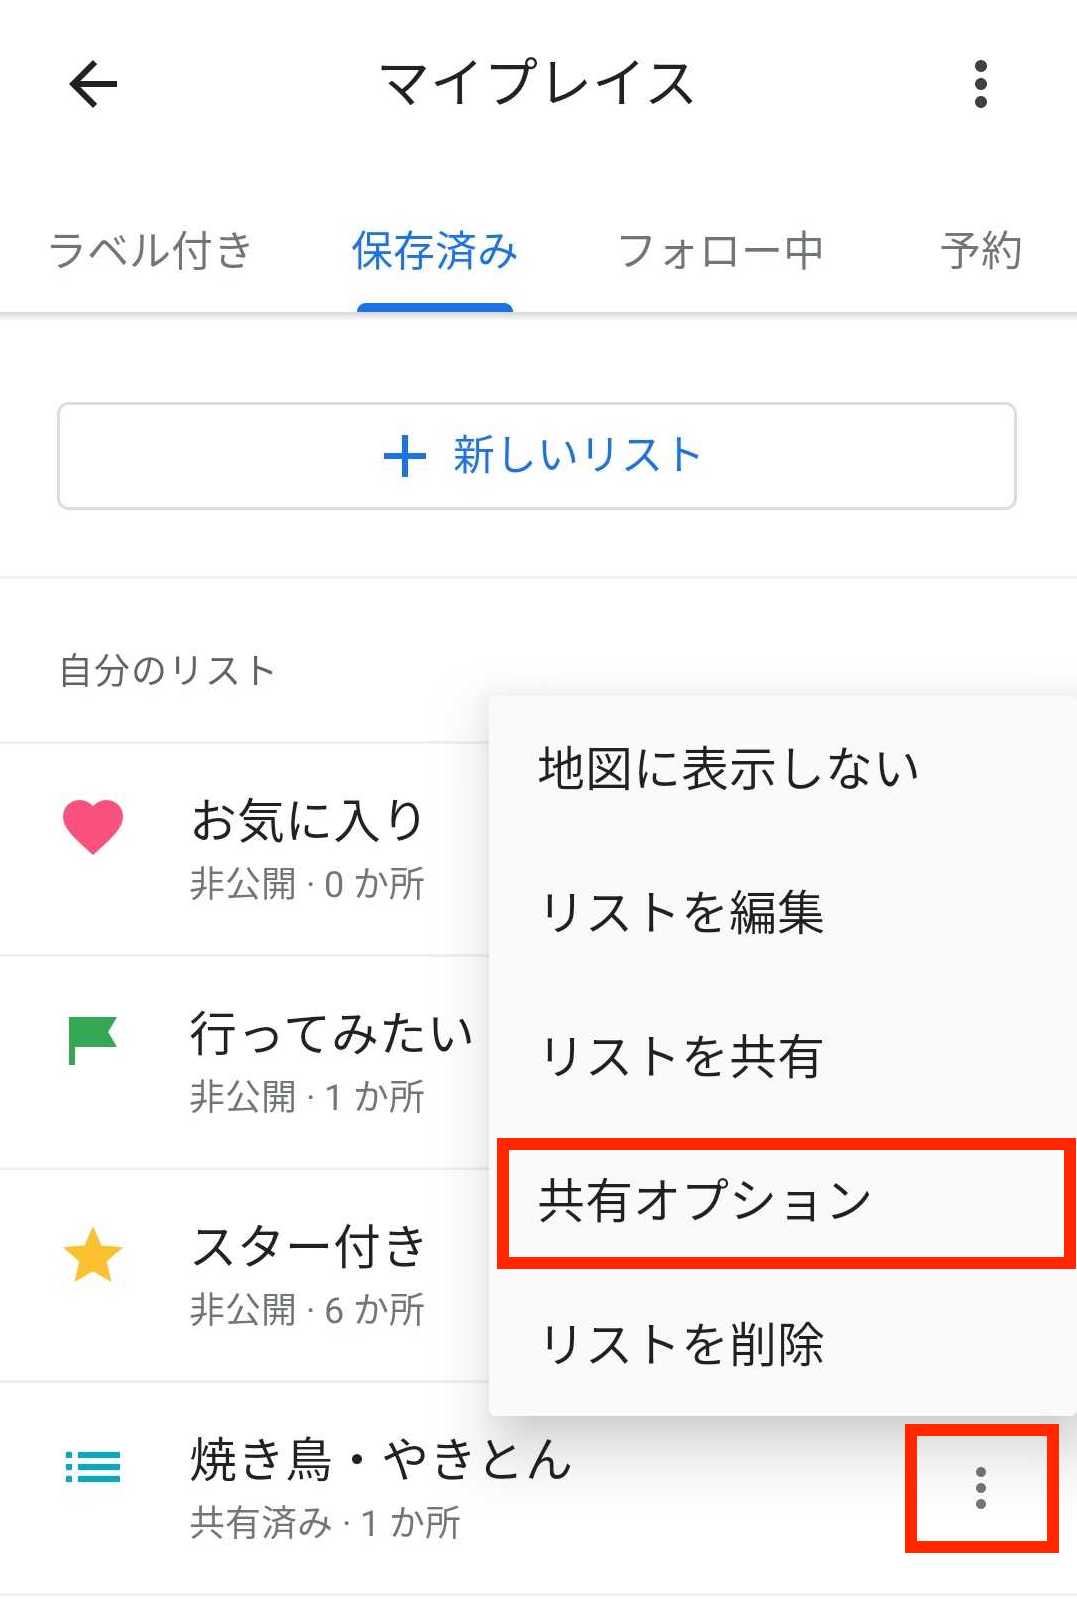 マイプレイス
ラベル付き 保存済み フォロー中 予約
新しいリスト
自分のリスト
地図に表示しない
お気に入り
非公開 · 0 か所
リストを編集
行ってみたい
非公開 · 1 か所
リストを共有
共有オプション
スター付き
非公開 · 6 か所
リストを削除
焼き鳥・やきとん
共有済み · 1 か所